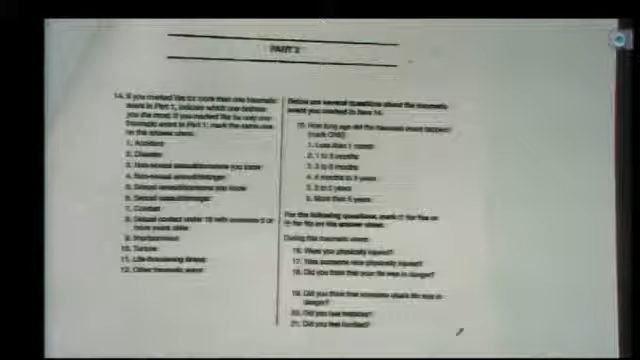 PART 2
14. If you marked Yes for more than one traumatic
event in Part 1, indicate which one bothers
you the most. If you marked Yes for only one
traumatic event in Part 1, mark the same one
on the answer sheet.
1. Accident
2. Disaster
3. Non-sexual assault/someone you know
4. Non-sexual assault/stranger
5. Sexual assault/someone you know
6. Sexual assault/stranger
7. Combat
8. Sexual contact under 18 with someone 5 or
more years older
9. Imprisonment
10. Torture
11. Life-threatening illness
12. Other traumatic event
Below are several questions about the traumatic
event you marked in Item 14.
15. How long ago did the traumatic event happen?
(mark ONE)
1. Less than 1 month
2. 1 to 3 months
3. 3 to 6 months
4. 6 months to 3 years
5. 3 to 5 years
6. More than 5 years
For the following questions, mark for Yes or
for No on the answer sheet.
During this traumatic event:
16. Were you physically injured?
17. Was someone else physically injured?
18. Did you think that your life was in danger?
19. Did you think that someone else's life was in
danger?
20. Did you feel helpless?
21. Did you feel terrified?